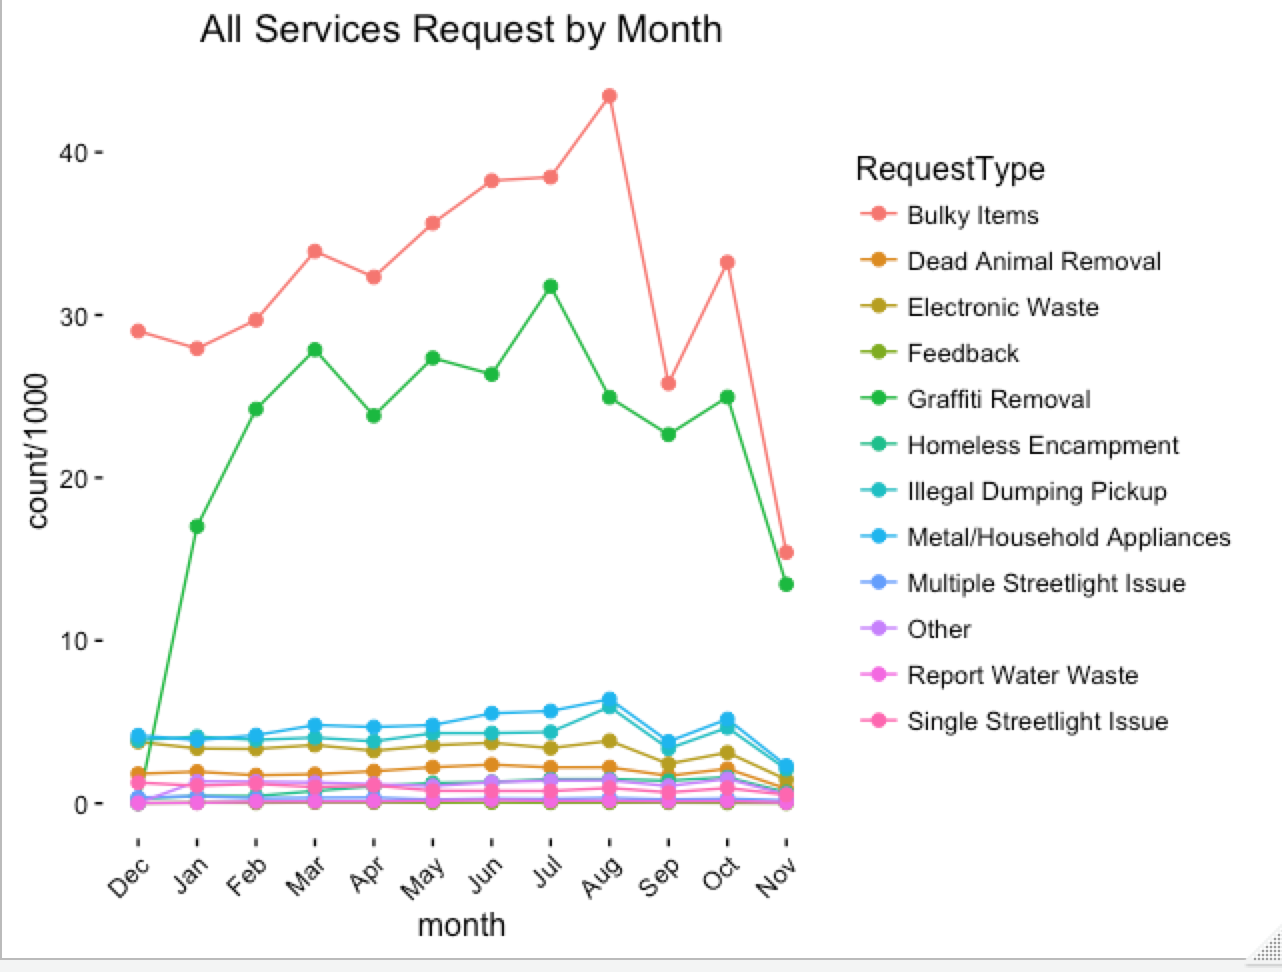 All Services Request by Month
count/1000
40
30
20
10
0
Dec Jan Feb Mar Apr May Jun Jul Aug Sep Oct Nov
month
RequestType
Bulky Items
Dead Animal Removal
Electronic Waste
Feedback
Graffiti Removal
Homeless Encampment
Illegal Dumping Pickup
Metal/Household Appliances
Multiple Streetlight Issue
Other
Report Water Waste
Single Streetlight Issue